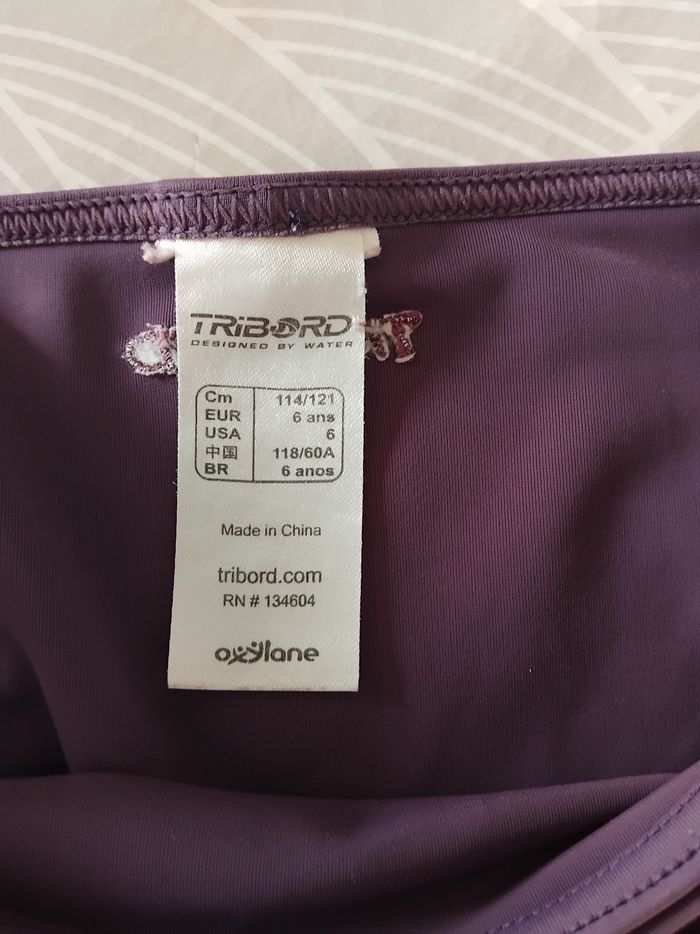 TRIBORD
DESIGNED BY WATER
Cm 114/121
EUR 6 ans
USA 6
中国 118/60A
BR 6 anos
Made in China
tribord.com
RN # 134604
oxylane